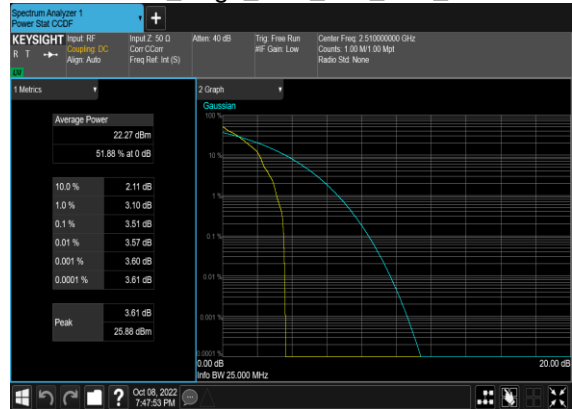 Spectrum Analyzer 1
Power Stat CCDF
KEYSIGHT
R T
LW
Input: RF
Coupling: DC
Align: Auto
Input Z: 50 Ω
Corr CCorr
Freq Ref: Int (S)
Atten: 40 dB
Trig: Free Run
#IF Gain: Low
Center Freq: 2.510000000 GHz
Counts: 1.00 M/1.00 Mpt
Radio Std: None
1 Metrics
Average Power
22.27 dBm
51.88 % at 0 dB
10.0 % 2.11 dB
1.0 % 3.10 dB
0.1 % 3.51 dB
0.01 % 3.57 dB
0.001 % 3.60 dB
0.0001 % 3.61 dB
Peak
3.61 dB
25.88 dBm
2 Graph
Gaussian
100 %
10 %
1 %
0.1 %
0.01 %
0.001 %
0.0001 %
0.00 dB
20.00 dB
Info BW 25.000 MHz
?
Oct 08, 2022
7:47:53 PM